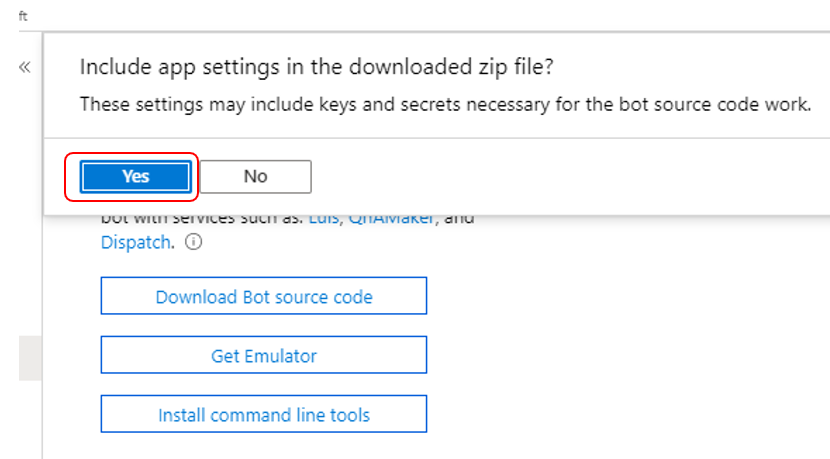 ft
Include app settings in the downloaded zip file?
These settings may include keys and secrets necessary for the bot source code work.
Yes No
bot with services such as: Luis, QnAMaker, and
Dispatch.
Download Bot source code
Get Emulator
Install command line tools